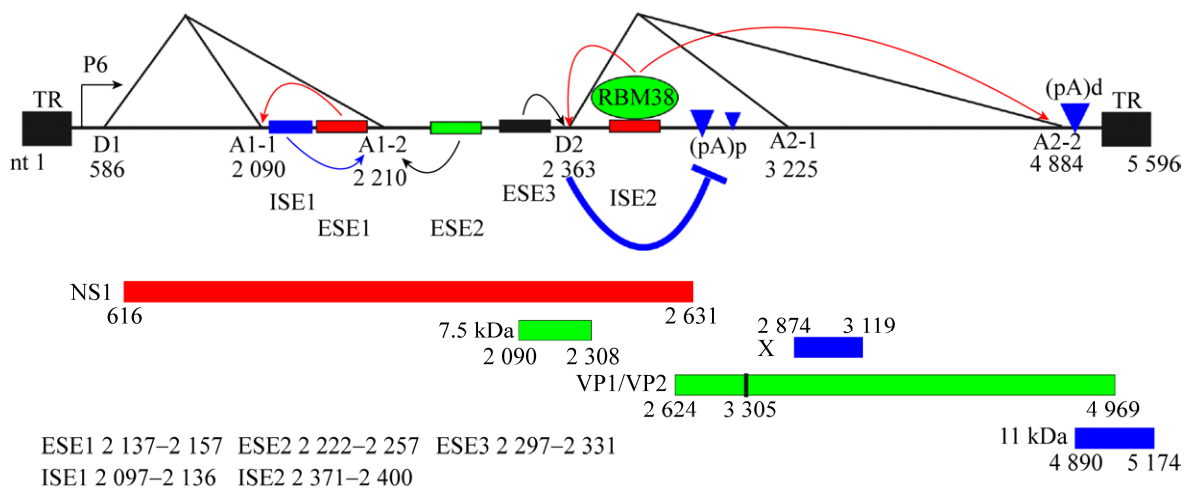 P6
RBM38
(pA)d
TR
TR
nt 1
D1
A1-1
A1-2
D2
(pA)p
A2-1
A2-2
586
2 090
2 210
2 363
3 225
4 884
5 596
ISE1
ESE1
ESE2
ESE3
ISE2
NS1
616
2 631
7.5 kDa
2 090
2 308
2 874
3 119
X
VP1/VP2
2 624
3 305
4 969
11 kDa
4 890
5 174
ESE1 2 137–2 157 ESE2 2 222–2 257 ESE3 2 297–2 331
ISE1 2 097–2 136 ISE2 2 371–2 400